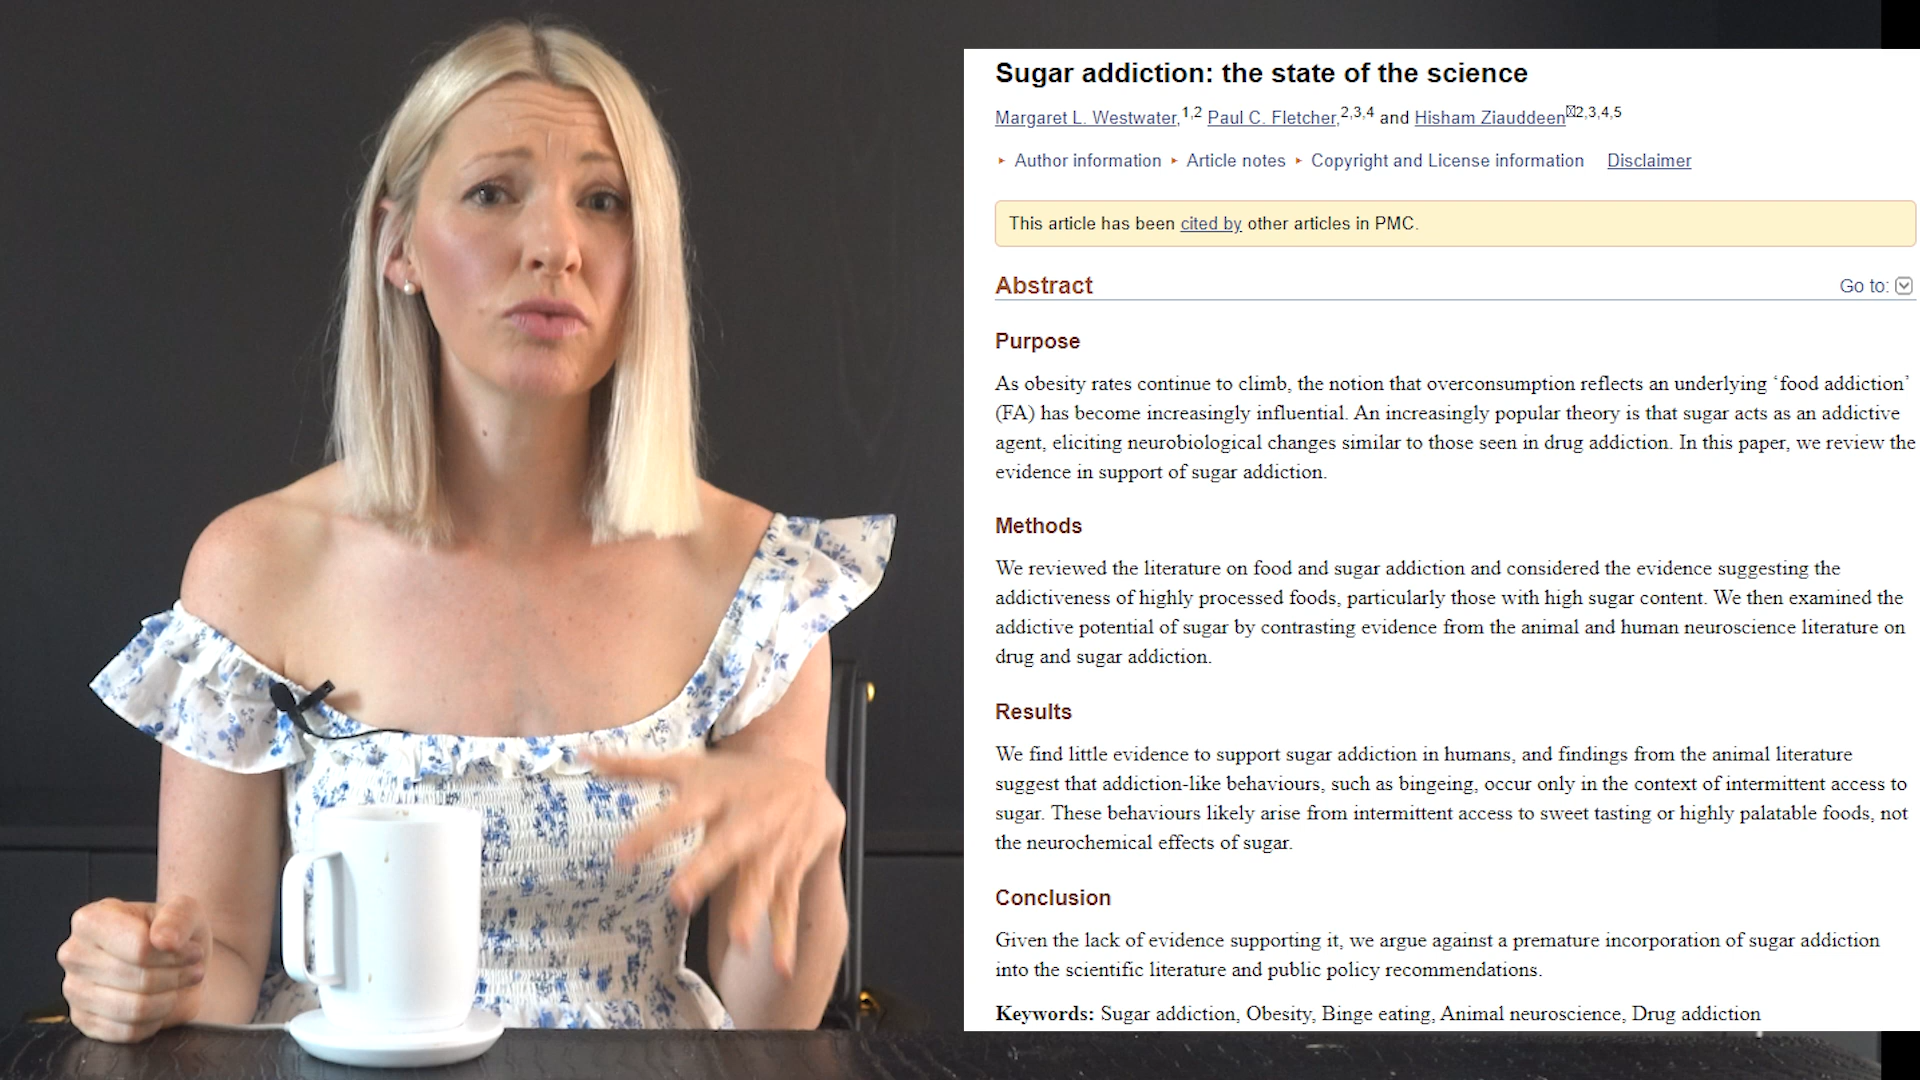 Sugar addiction: the state of the science
Margaret L. Westwater,1,2 Paul C. Fletcher,2,3,4 and Hisham Ziauddeen2,3,4,5
Author information Article notes Copyright and License information Disclaimer
This article has been cited by other articles in PMC.
Abstract
Go to:
Purpose
As obesity rates continue to climb, the notion that overconsumption reflects an underlying ‘food addiction’
(FA) has become increasingly influential. An increasingly popular theory is that sugar acts as an addictive
agent, eliciting neurobiological changes similar to those seen in drug addiction. In this paper, we review the
evidence in support of sugar addiction.
Methods
We reviewed the literature on food and sugar addiction and considered the evidence suggesting the
addictiveness of highly processed foods, particularly those with high sugar content. We then examined the
addictive potential of sugar by contrasting evidence from the animal and human neuroscience literature on
drug and sugar addiction.
Results
We find little evidence to support sugar addiction in humans, and findings from the animal literature
suggest that addiction-like behaviours, such as bingeing, occur only in the context of intermittent access to
sugar. These behaviours likely arise from intermittent access to sweet tasting or highly palatable foods, not
the neurochemical effects of sugar.
Conclusion
Given the lack of evidence supporting it, we argue against a premature incorporation of sugar addiction
into the scientific literature and public policy recommendations.
Keywords: Sugar addiction, Obesity, Binge eating, Animal neuroscience, Drug addiction